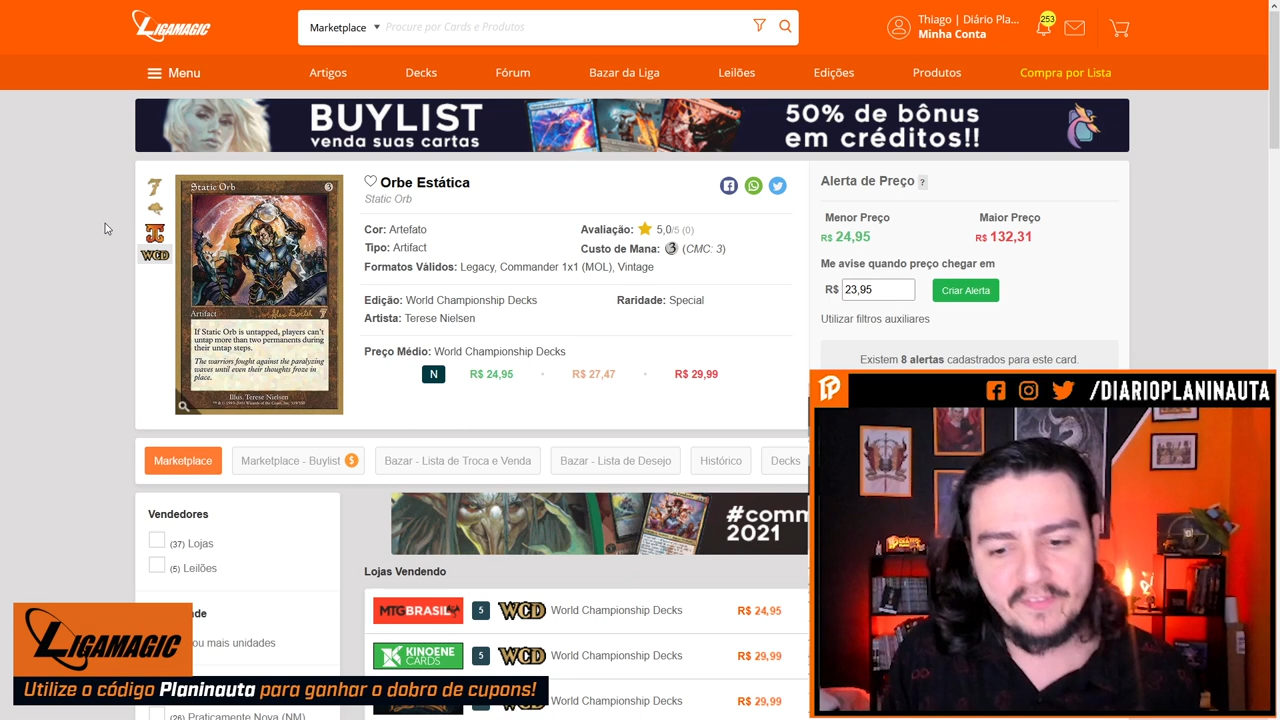 LIGAMAGIC
Marketplace
Procure por Cards e Produtos
Thiago | Diário Pla...
Minha Conta
253
Menu
Artigos
Decks
Fórum
Bazar da Liga
Leilões
Edições
Produtos
Compra por Lista
BUYLIST
venda suas cartas
50% de bônus
em créditos!!
7
T
WCD
Static Orb
3
Artifact
If Static Orb is untapped, players can't
untap more than two permanents during
their untap steps.
The warriors fought against the paralyzing
waves until even their thoughts froze in
place.
Illus. Terese Nielsen
Orbe Estática
Static Orb
Cor: Artefato
Avaliação: 5,0/5 (0)
Tipo: Artifact
Custo de Mana: 3 (CMC: 3)
Formatos Válidos: Legacy, Commander 1x1 (MOL), Vintage
Edição: World Championship Decks
Raridade: Special
Artista: Terese Nielsen
Preço Médio: World Championship Decks
N R$ 24,95 • R$ 27,47 • R$ 29,99
Alerta de Preço ?
Menor Preço
Maior Preço
R$ 24,95
R$ 132,31
Me avise quando preço chegar em
R$ 23,95 Criar Alerta
Utilizar filtros auxiliares
Existem 8 alertas cadastrados para este card.
Marketplace
Marketplace - Buylist $
Bazar - Lista de Troca e Venda
Bazar - Lista de Desejo
Histórico
Decks
Vendedores
(37) Lojas
(5) Leilões
de
ou mais unidades
(26) Praticamente Nova (NM)
#comm
2021
Lojas Vendendo
MTGBRASIL 5 WCD World Championship Decks R$ 24,95
KINOENE CARDS 5 WCD World Championship Decks R$ 29,99
5 WCD World Championship Decks R$ 29,99
LIGAMAGIC
Utilize o código Planinauta para ganhar o dobro de cupons!
/DIARIOPLANINAUTA